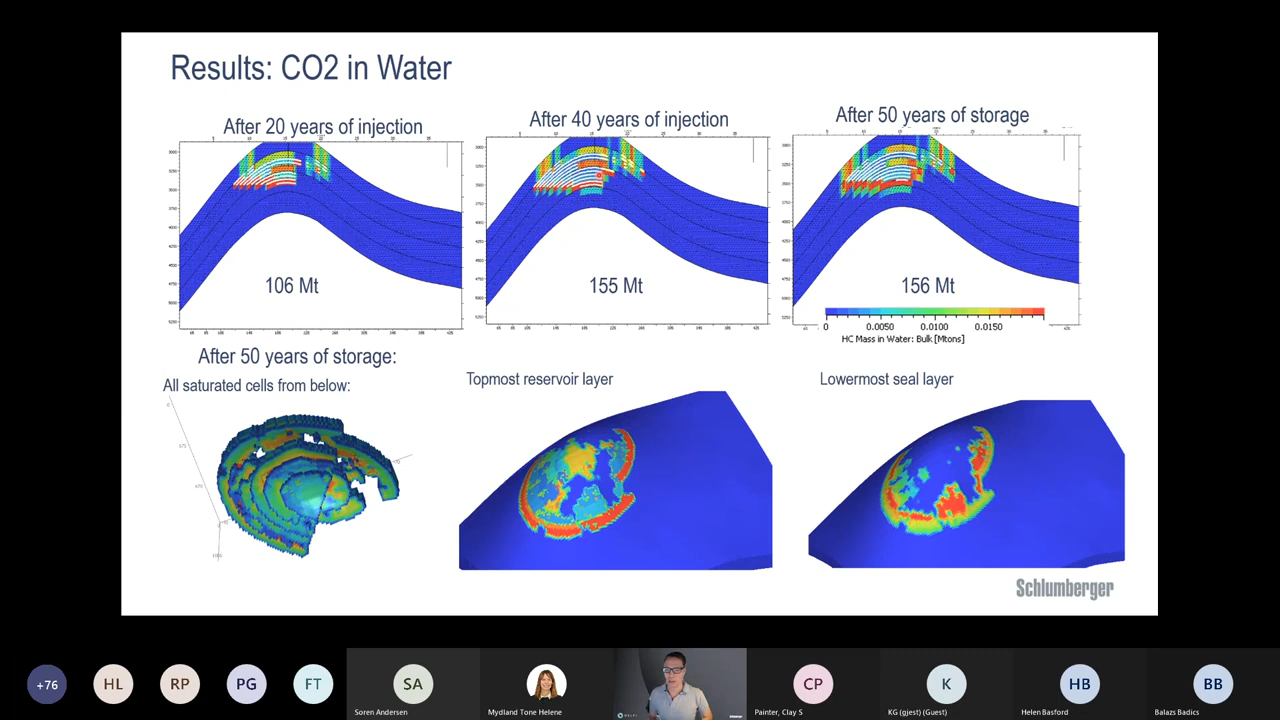 Results: CO2 in Water
After 20 years of injection
After 40 years of injection
After 50 years of storage
106 Mt
155 Mt
156 Mt
0 0.0050 0.0100 0.0150
HC Mass in Water: Bulk [Mtons]
After 50 years of storage:
All saturated cells from below:
Topmost reservoir layer
Lowermost seal layer
Schlumberger
+76
HL
RP
PG
FT
SA
CP
K
HB
BB
Soren Andersen
Mydland Tone Helene
Painter, Clay S
KG (gjest) (Guest)
Helen Basford
Balazs Badics